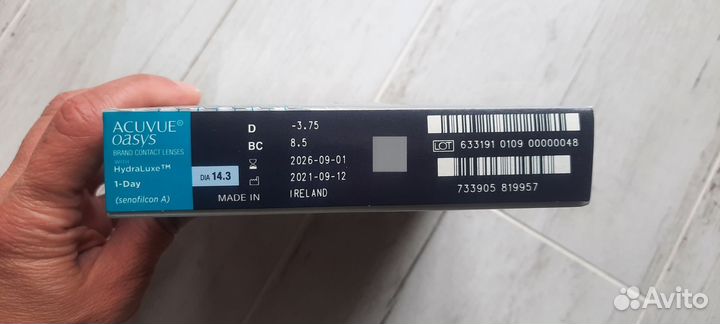 ACUVUE®
oasys
BRAND CONTACT LENSES
WITH
HydraLuxe™
1-Day
(senofilcon A)
DIA 14.3
D -3.75
BC 8.5
2026-09-01
2021-09-12
MADE IN IRELAND
LOT 633191 0109 00000048
733905 819957
Avito